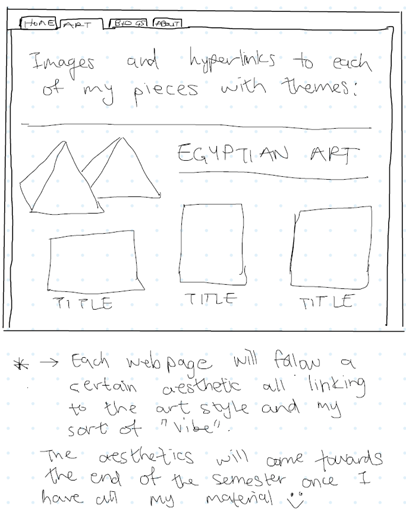 HOME ART BLOGS ABOUT
Images and hyperlinks to each
of my pieces with themes:
EGYPTIAN ART
TITLE TITLE TITLE
* → Each webpage will follow a
certain aesthetic all linking
to the art style and my
sort of "vibe".
The aesthetics will come towards
the end of the semester once I
have all my material :)